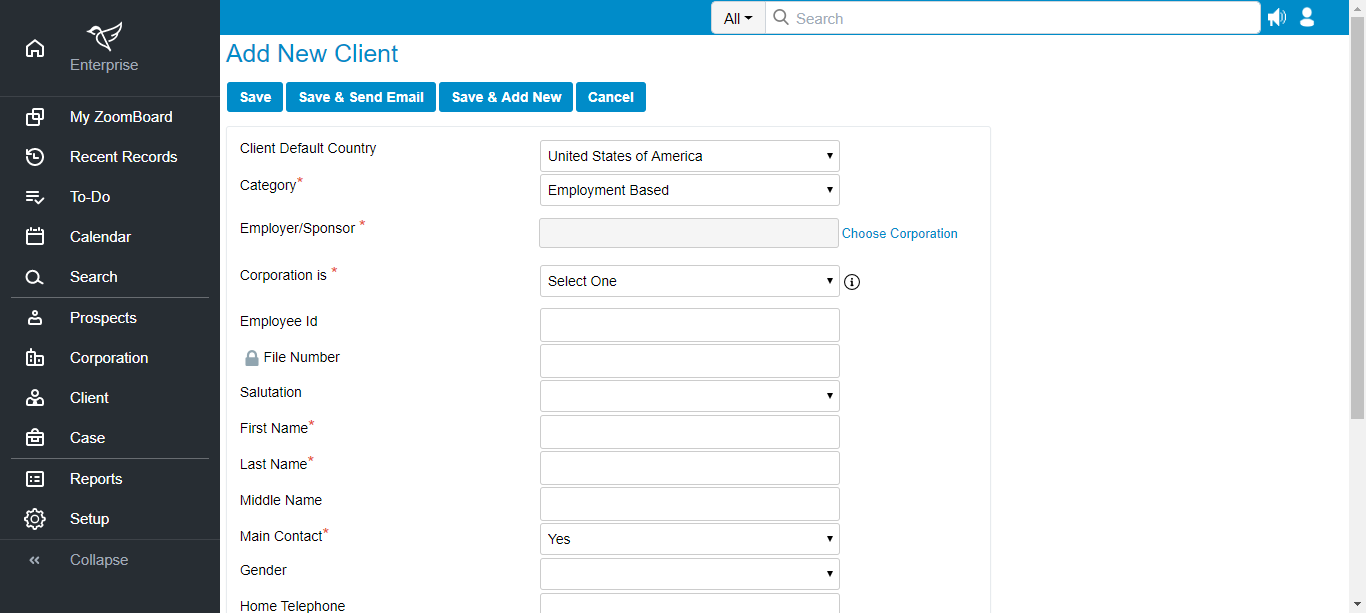 All
Search
Enterprise
Add New Client
Save
Save & Send Email
Save & Add New
Cancel
My ZoomBoard
Recent Records
To-Do
Calendar
Search
Prospects
Corporation
Client
Case
Reports
Setup
« Collapse
Client Default Country United States of America
Category* Employment Based
Employer/Sponsor * Choose Corporation
Corporation is * Select One
Employee Id
File Number
Salutation
First Name*
Last Name*
Middle Name
Main Contact* Yes
Gender
Home Telephone